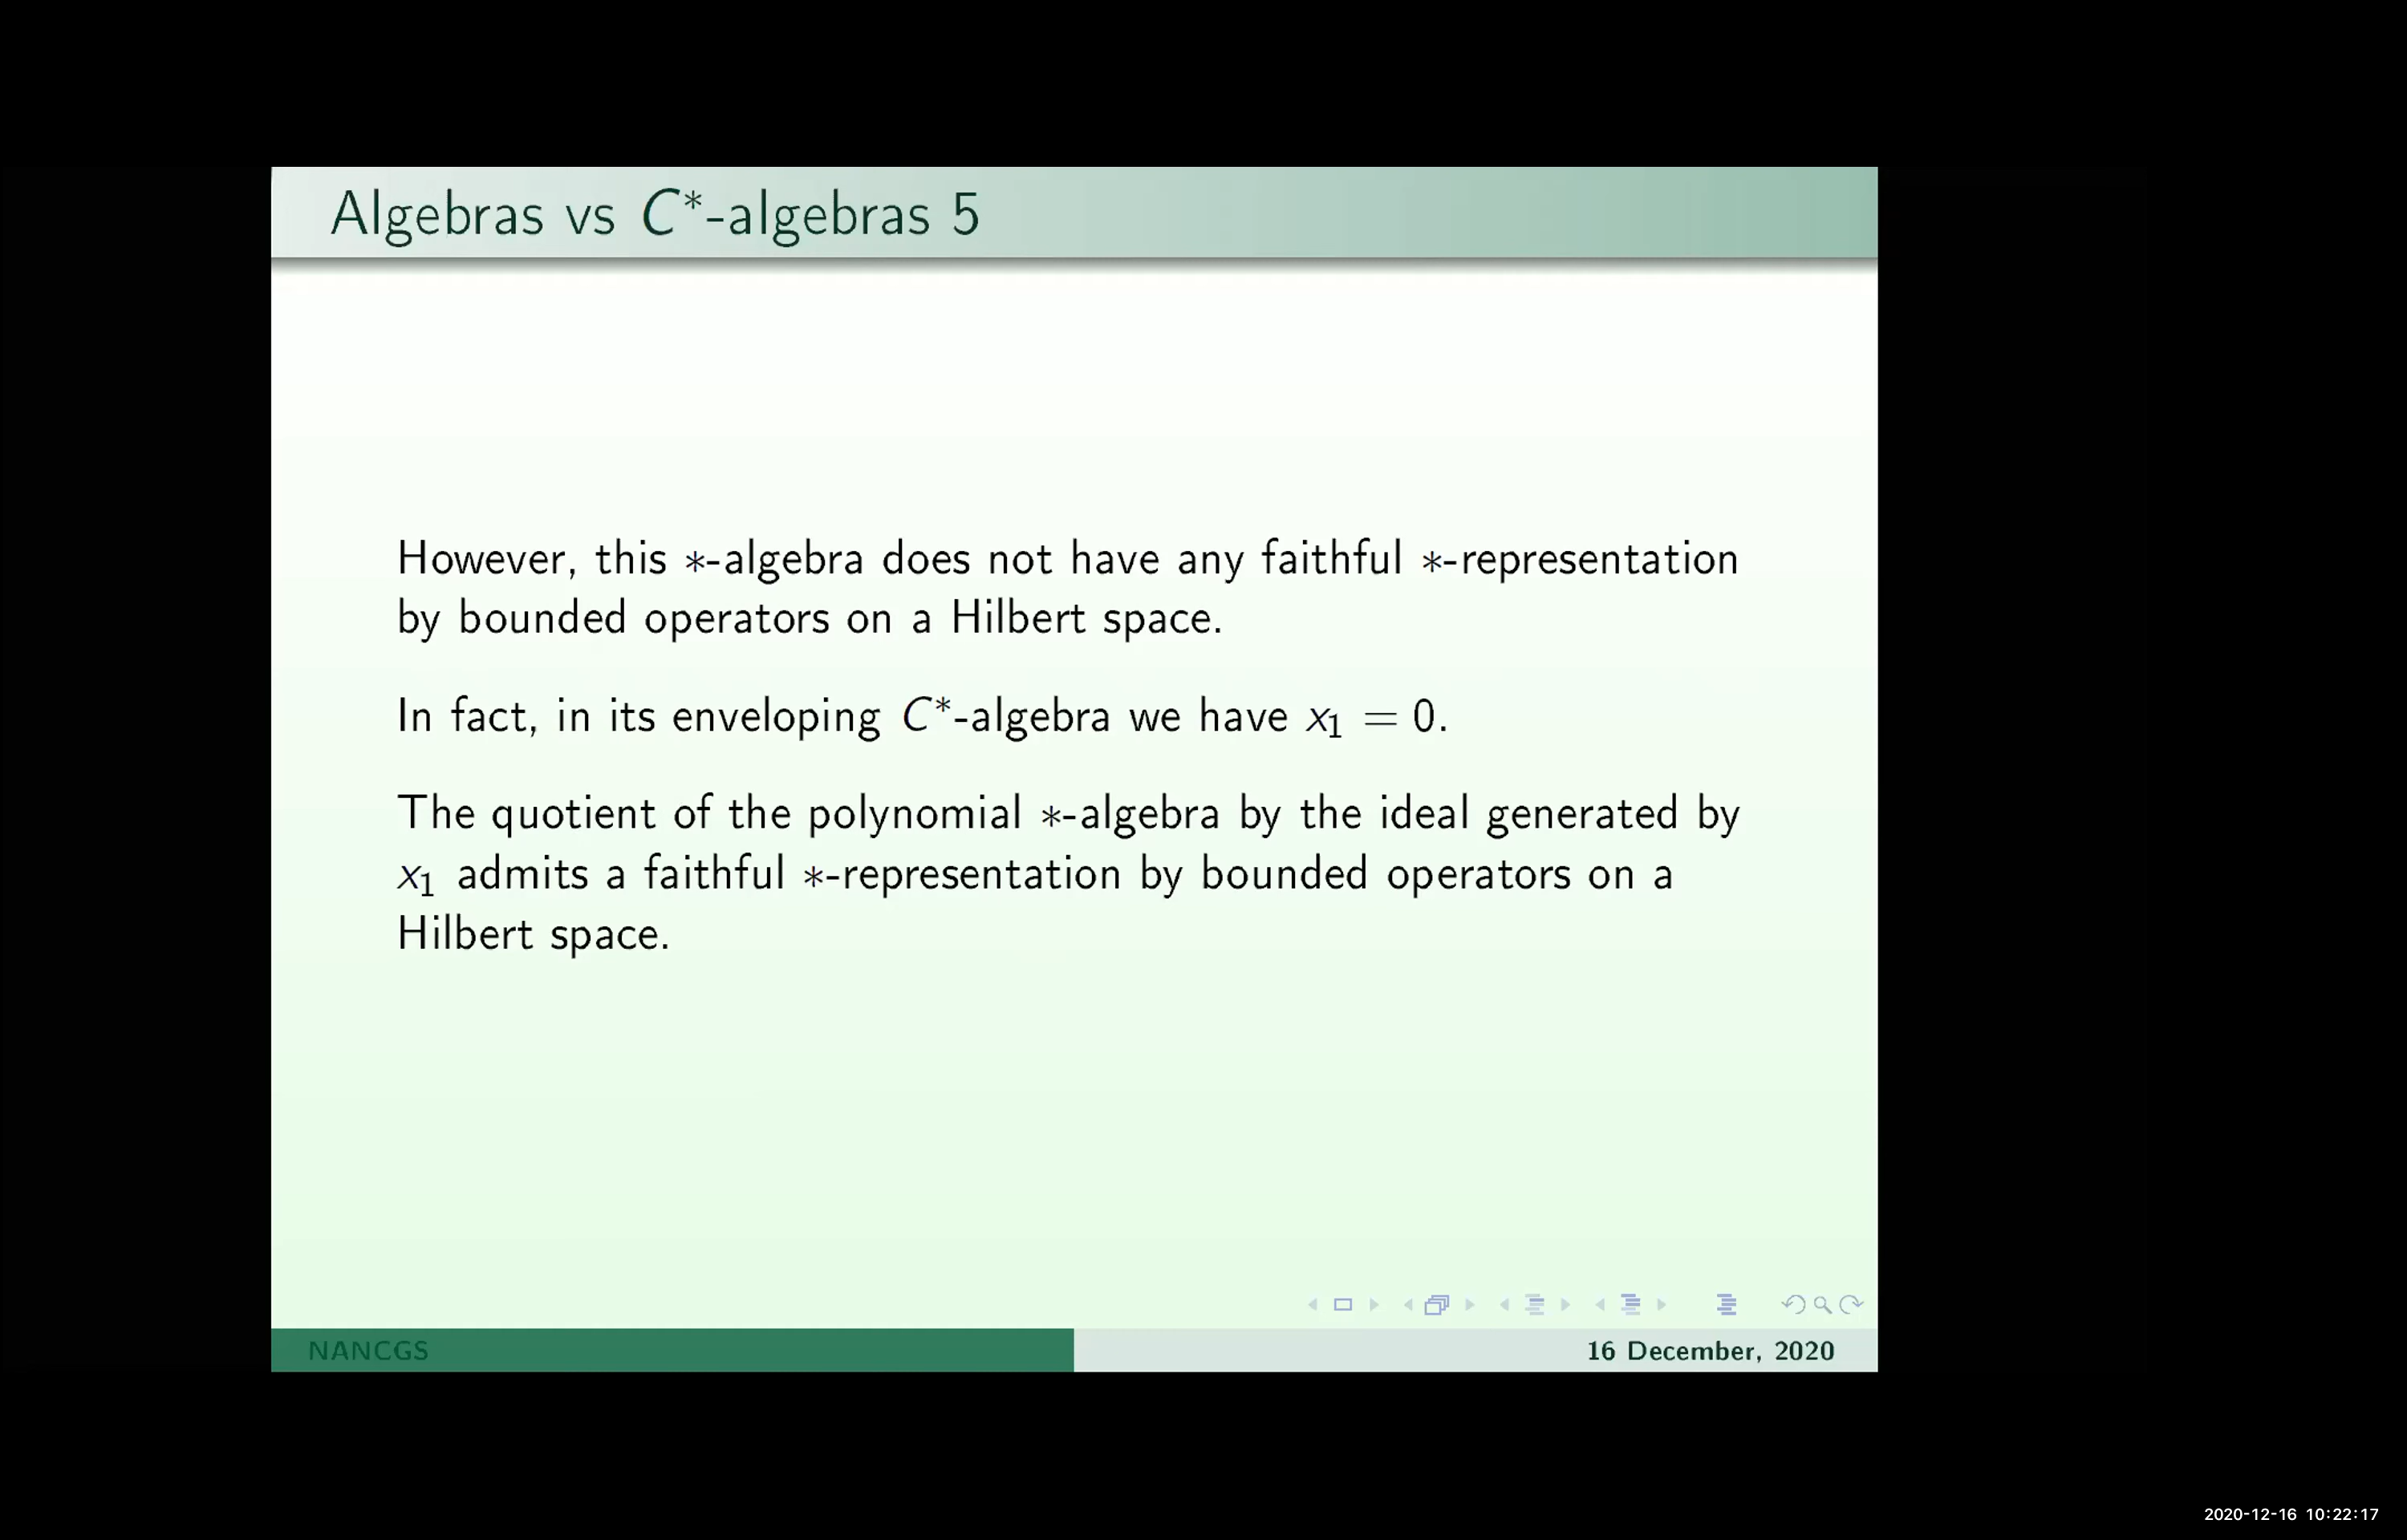 Algebras vs C*-algebras 5
However, this *-algebra does not have any faithful *-representation
by bounded operators on a Hilbert space.
In fact, in its enveloping C*-algebra we have x₁ = 0.
The quotient of the polynomial *-algebra by the ideal generated by
x₁ admits a faithful *-representation by bounded operators on a
Hilbert space.
NANCGS
16 December, 2020
2020-12-16 10:22:17